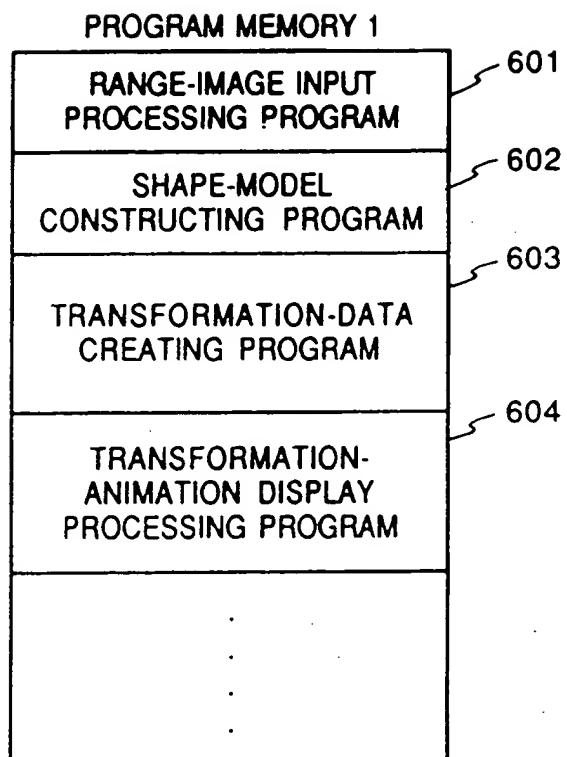 PROGRAM MEMORY 1
RANGE-IMAGE INPUT
PROCESSING PROGRAM
601
SHAPE-MODEL
CONSTRUCTING PROGRAM
602
TRANSFORMATION-DATA
CREATING PROGRAM
603
TRANSFORMATION-
ANIMATION DISPLAY
PROCESSING PROGRAM
604